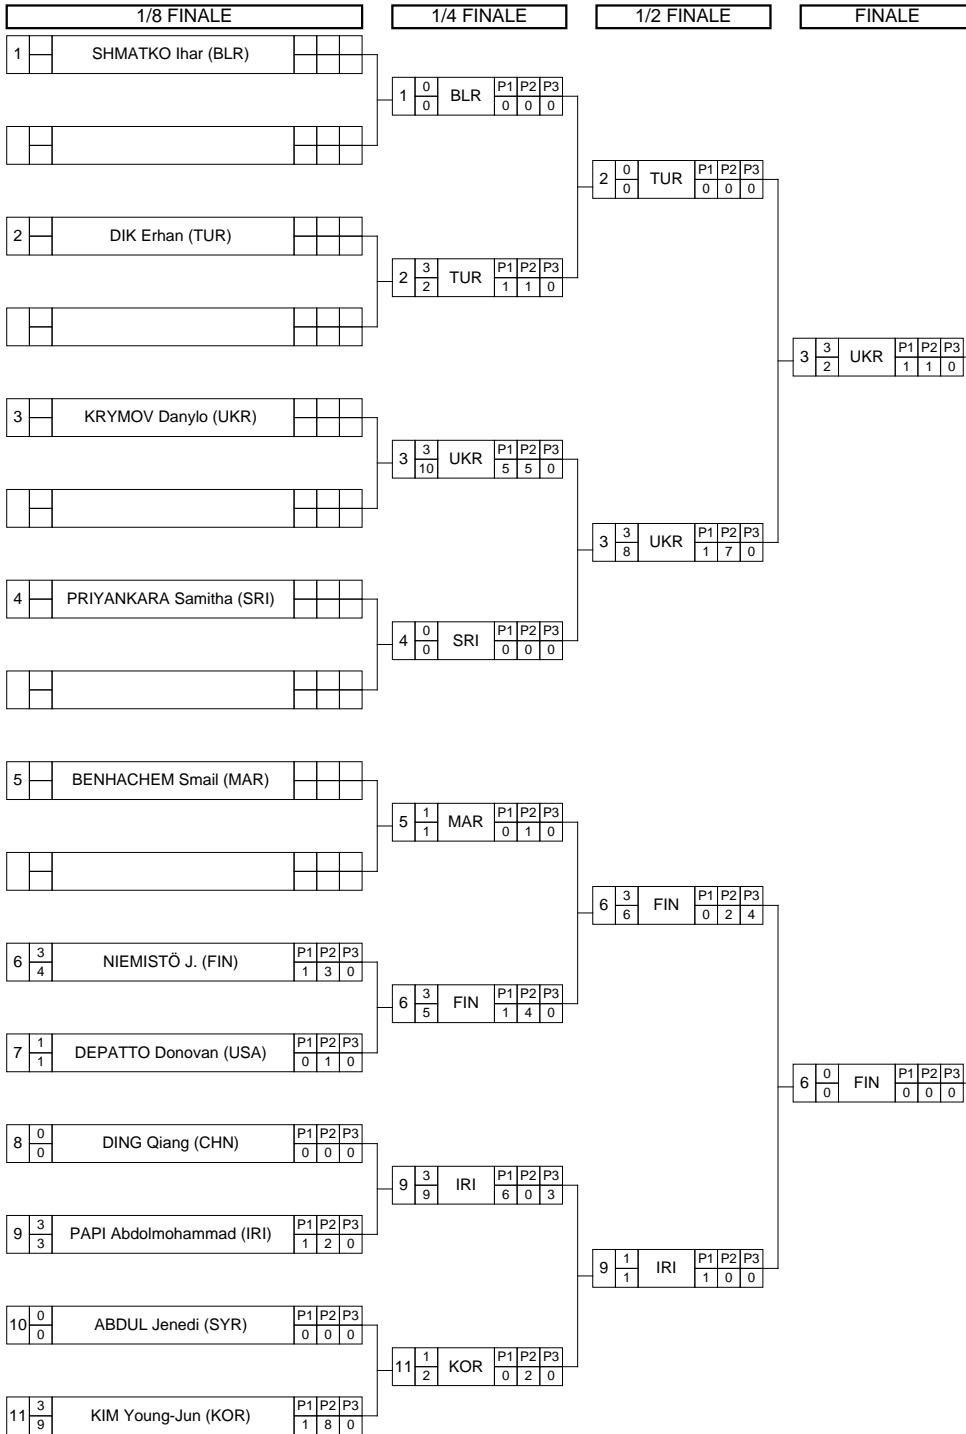 1/8 FINALE 1/4 FINALE 1/2 FINALE FINALE
1 SHMATKO Ihar (BLR)
1 0 BLR P1 P2 P3
0 0 0 0
2 0 TUR P1 P2 P3
0 0 0 0
2 DIK Erhan (TUR)
2 3 TUR P1 P2 P3
2 1 1 0
3 3 UKR P1 P2 P3
2 1 1 0
3 KRYMOV Danylo (UKR)
3 3 UKR P1 P2 P3
10 5 5 0
3 3 UKR P1 P2 P3
8 1 7 0
4 PRIYANKARA Samitha (SRI)
4 0 SRI P1 P2 P3
0 0 0 0
5 BENHACHEM Smail (MAR)
5 1 MAR P1 P2 P3
1 0 1 0
6 3 FIN P1 P2 P3
6 0 2 4
6 3 NIEMISTÖ J. (FIN) P1 P2 P3
4 1 3 0
6 3 FIN P1 P2 P3
5 1 4 0
7 1 DEPATTO Donovan (USA) P1 P2 P3
1 0 1 0
6 0 FIN P1 P2 P3
0 0 0 0
8 0 DING Qiang (CHN) P1 P2 P3
0 0 0 0
9 3 IRI P1 P2 P3
9 6 0 3
9 3 PAPI Abdolmohammad (IRI) P1 P2 P3
3 1 2 0
9 1 IRI P1 P2 P3
1 1 0 0
10 0 ABDUL Jenedi (SYR) P1 P2 P3
0 0 0 0
11 1 KOR P1 P2 P3
2 0 2 0
11 3 KIM Young-Jun (KOR) P1 P2 P3
9 1 8 0